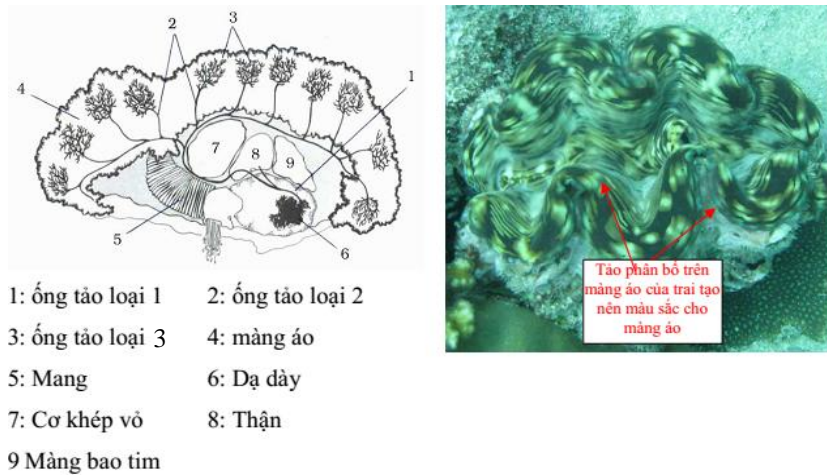 2
3
1
4
7
8
9
5
6
1: ống tảo loại 1 2: ống tảo loại 2
3: ống tảo loại 3 4: màng áo
5: Mang 6: Dạ dày
7: Cơ khép vỏ 8: Thận
9 Màng bao tim
Tảo phân bố trên
màng áo của trai tạo
nên màu sắc cho
màng áo